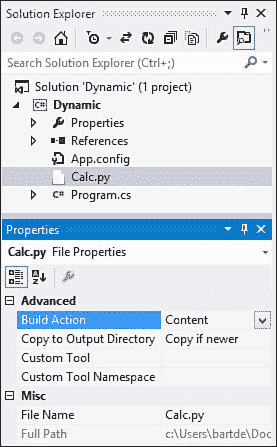 Solution Explorer
Search Solution Explorer (Ctrl+;)
Solution 'Dynamic' (1 project)
C# Dynamic
Properties
References
App.config
Calc.py
C# Program.cs
Properties
Calc.py File Properties
Advanced
Build Action Content
Copy to Output Directory Copy if newer
Custom Tool
Custom Tool Namespace
Misc
File Name Calc.py
Full Path c:\Users\bartde\Doc